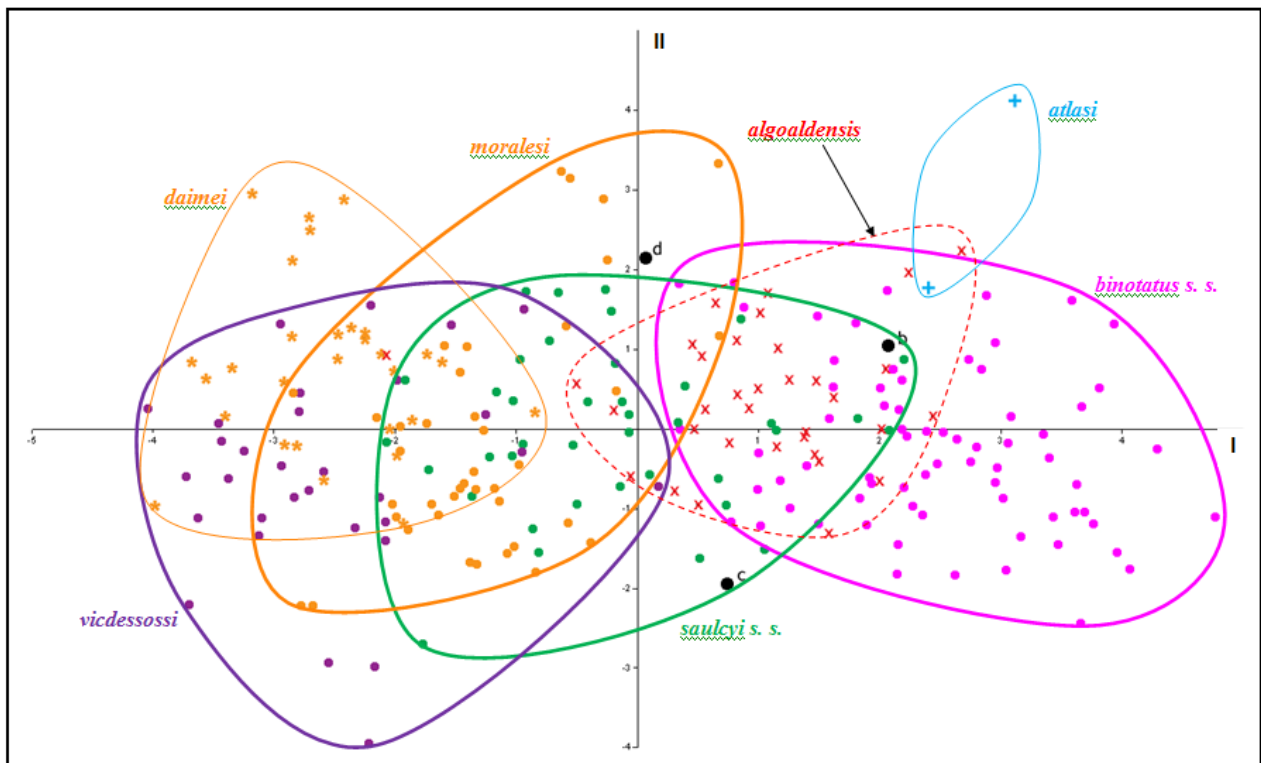 II
4
atlasi
algoaldensis
moralesi
3
daimei
d
2
binotatus s. s.
b
1
-5
-4
-3
-2
-1
1
2
3
4
I
-1
c
-2
vicdessossi
saulcyi s. s.
-3
-4